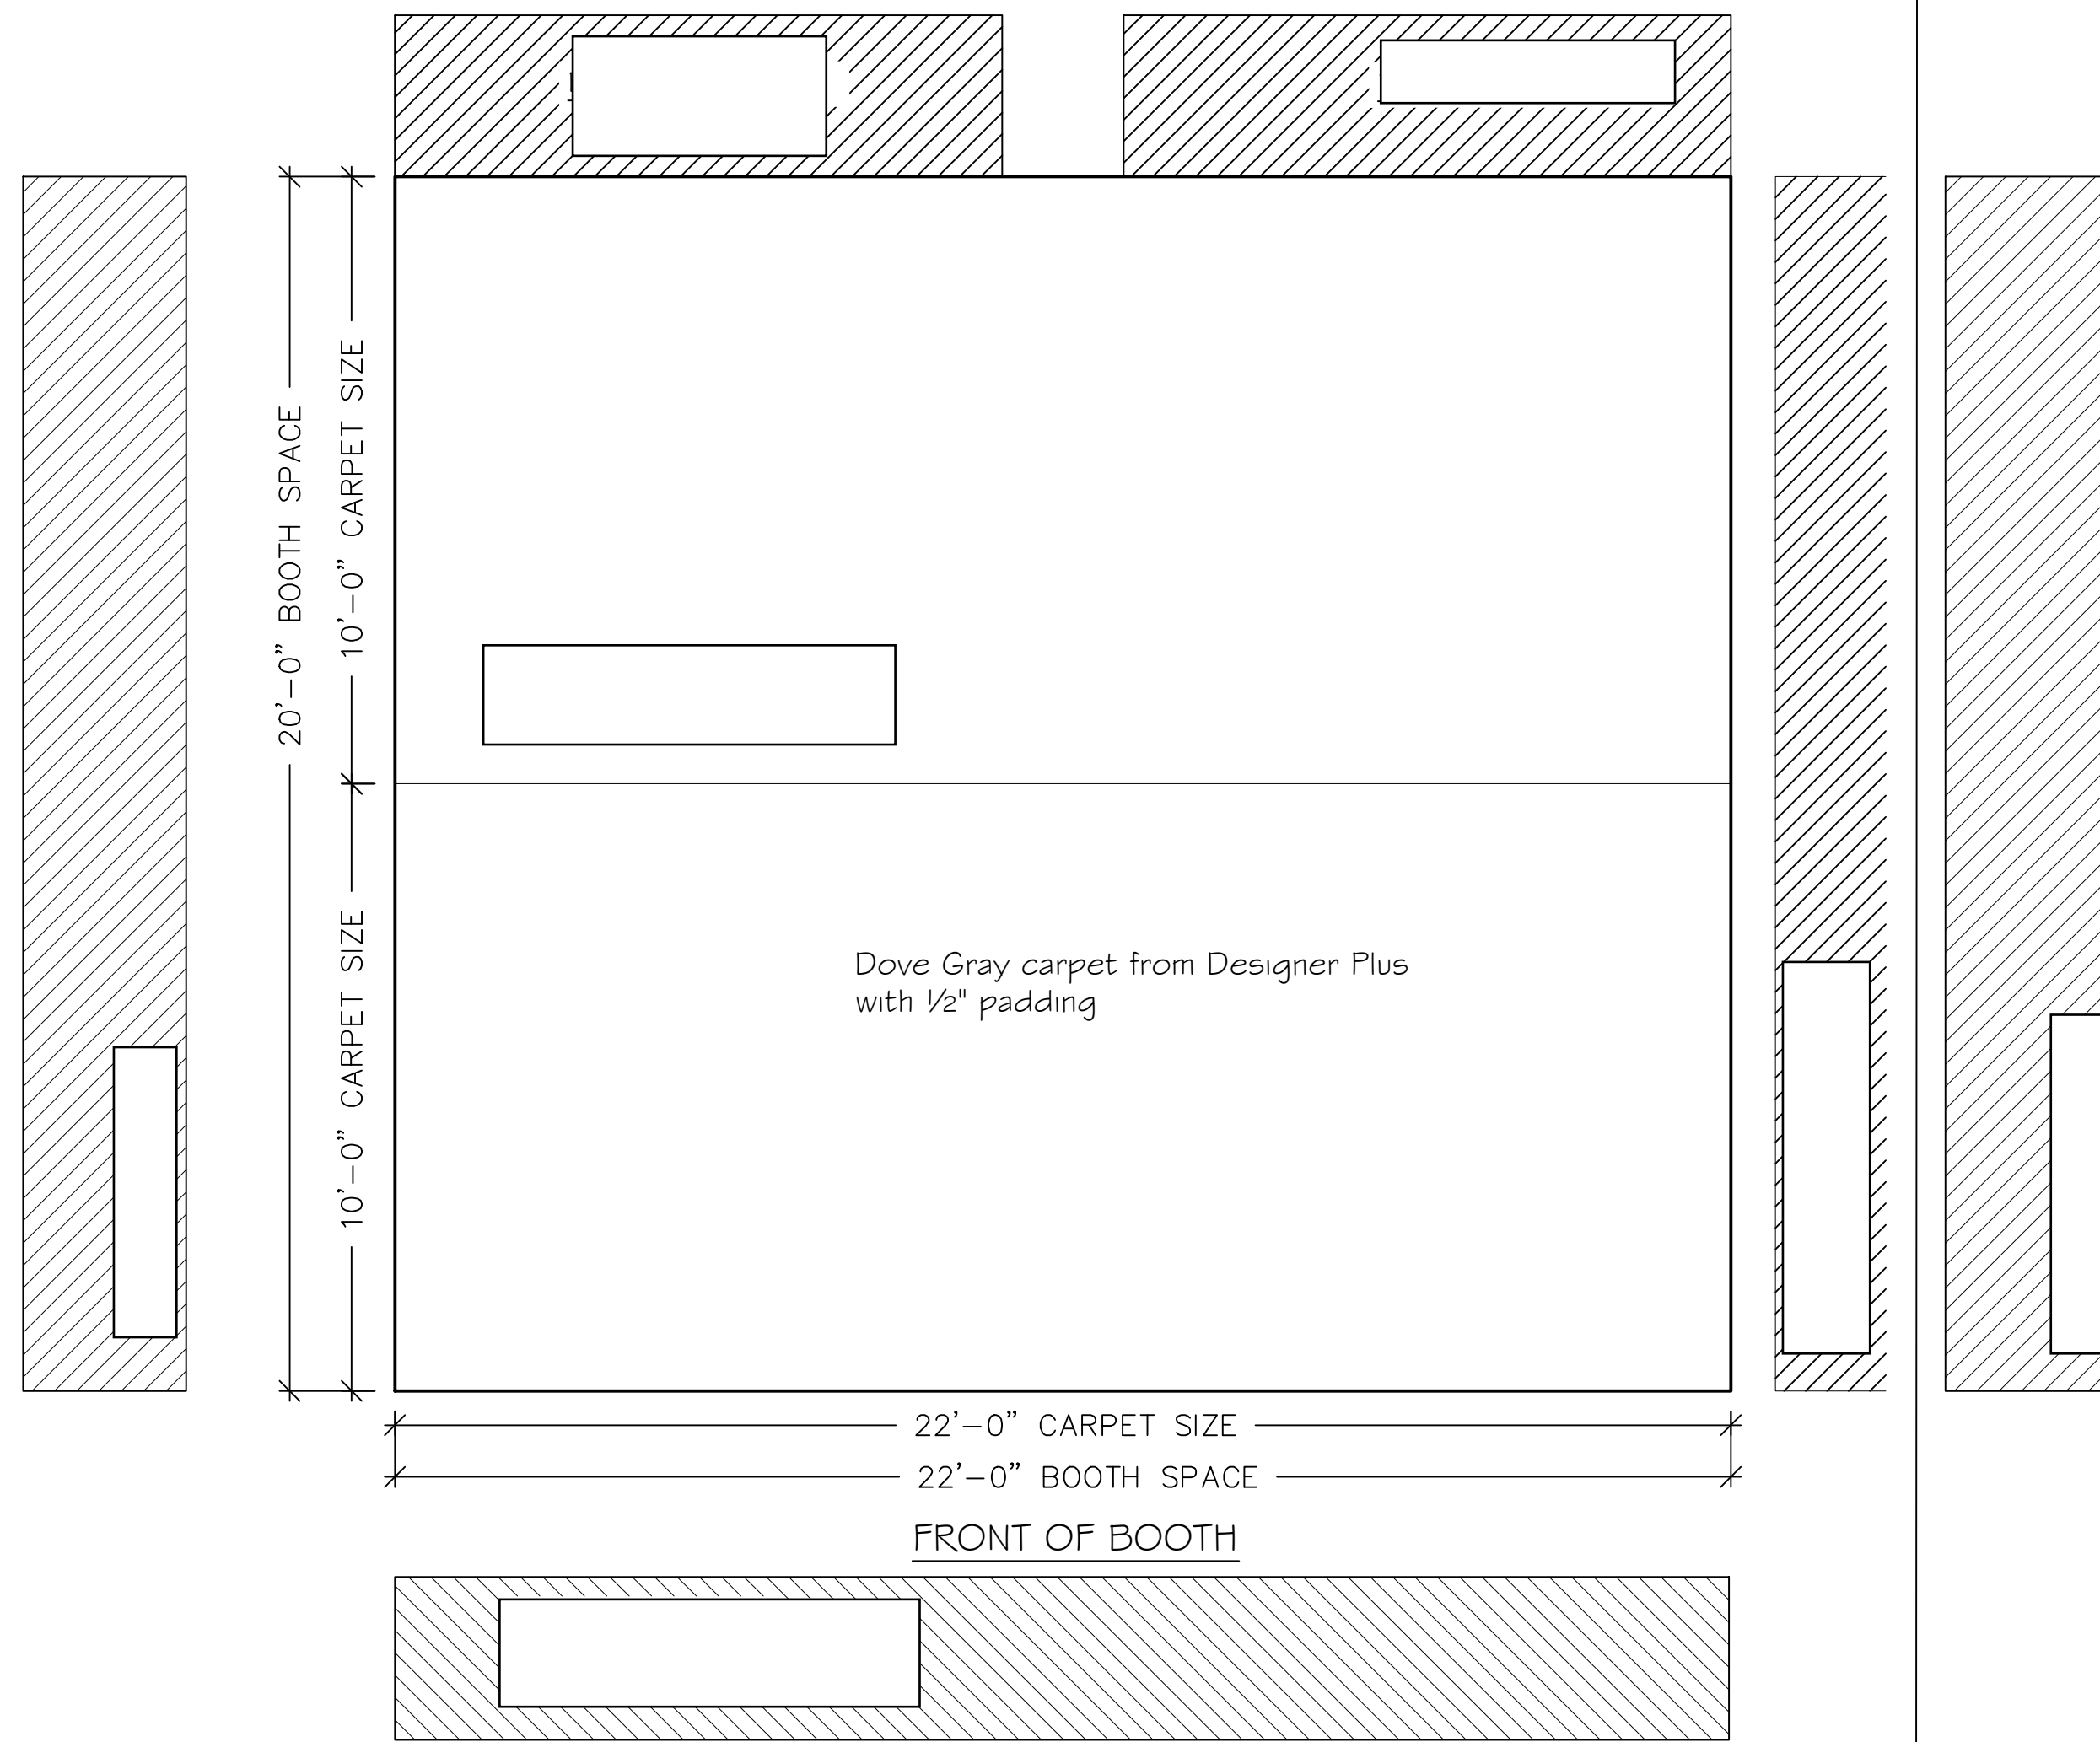 20'-0" BOOTH SPACE
10'-0" CARPET SIZE
10'-0" CARPET SIZE
Dove Gray carpet from Designer Plus
with ½" padding
22'-0" CARPET SIZE
22'-0" BOOTH SPACE
FRONT OF BOOTH